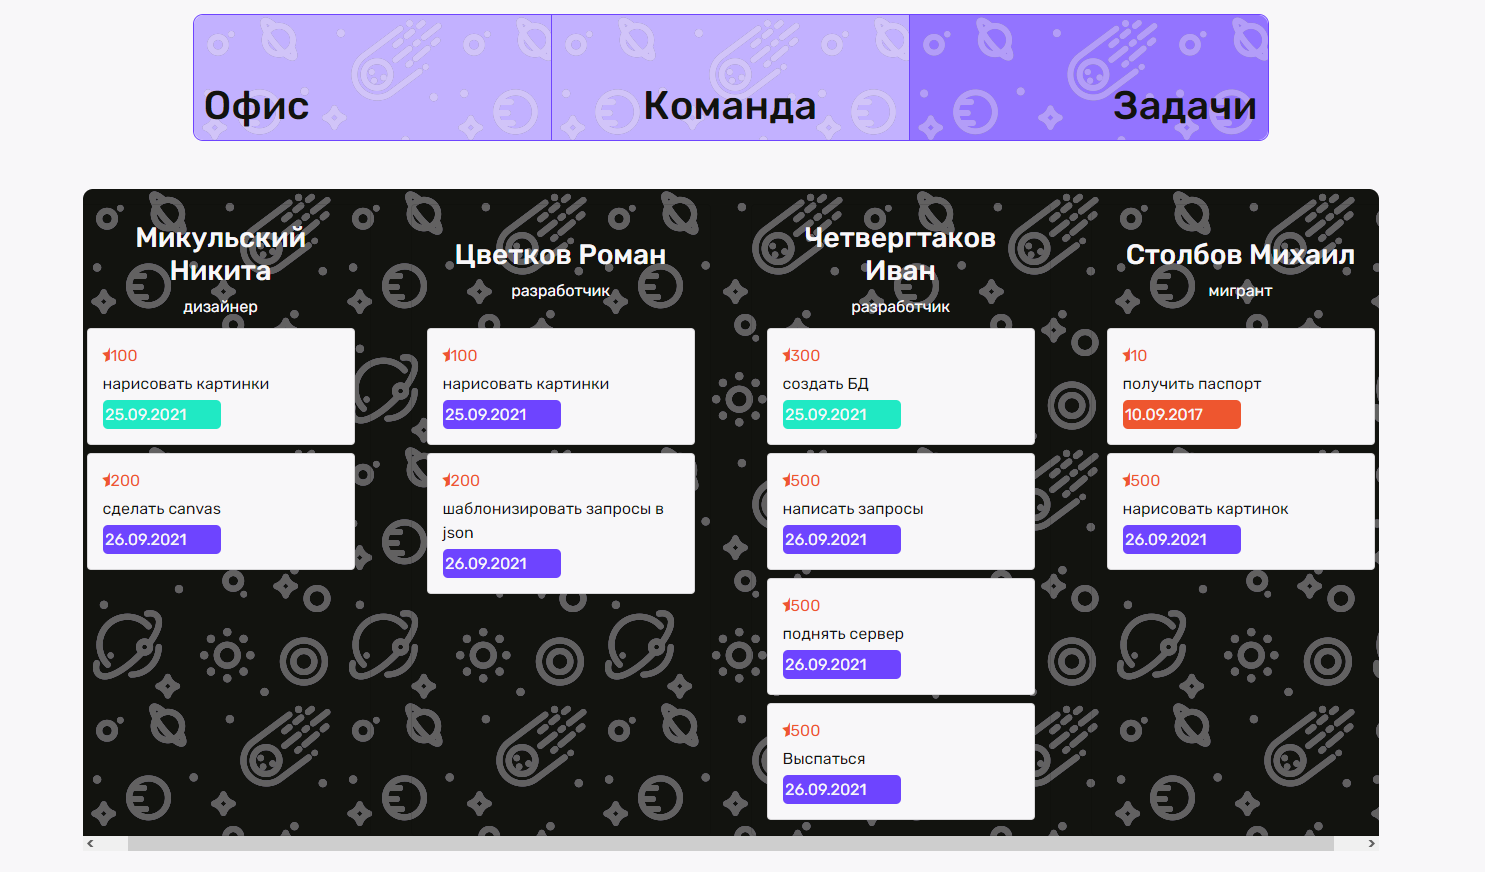 Офис
Команда
Задачи
Микульский
Никита
дизайнер
100
нарисовать картинки
25.09.2021
200
сделать canvas
26.09.2021
Цветков Роман
разработчик
100
нарисовать картинки
25.09.2021
200
шаблонизировать запросы в
json
26.09.2021
Четвергтаков
Иван
разработчик
300
создать БД
25.09.2021
500
написать запросы
26.09.2021
500
поднять сервер
26.09.2021
500
Выспаться
26.09.2021
Столбов Михаил
мигрант
10
получить паспорт
10.09.2017
500
нарисовать картинок
26.09.2021